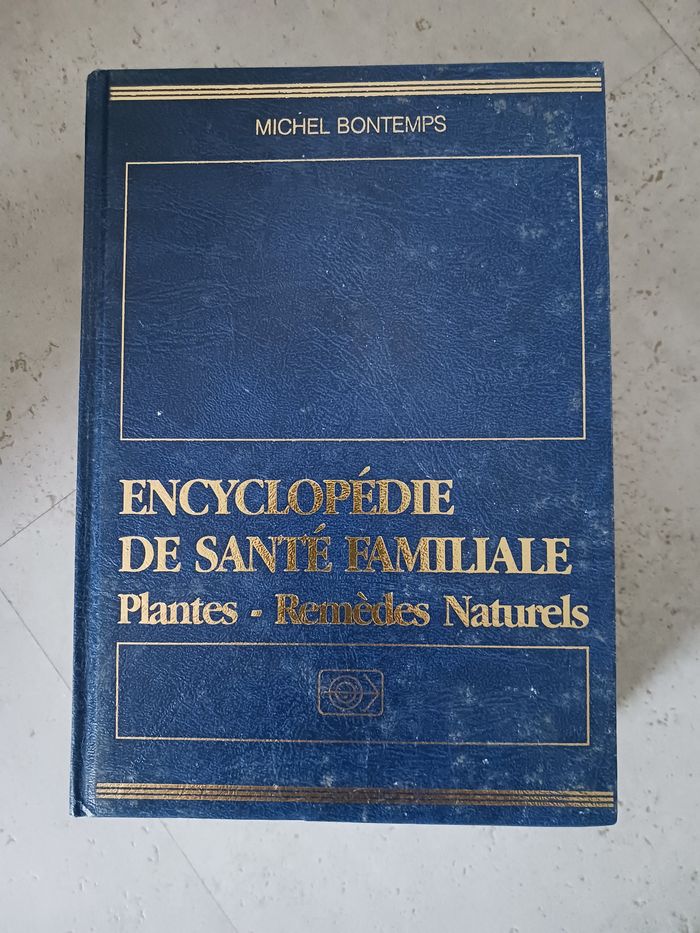 MICHEL BONTEMPS
ENCYCLOPÉDIE
DE SANTÉ FAMILIALE
Plantes - Remèdes Naturels